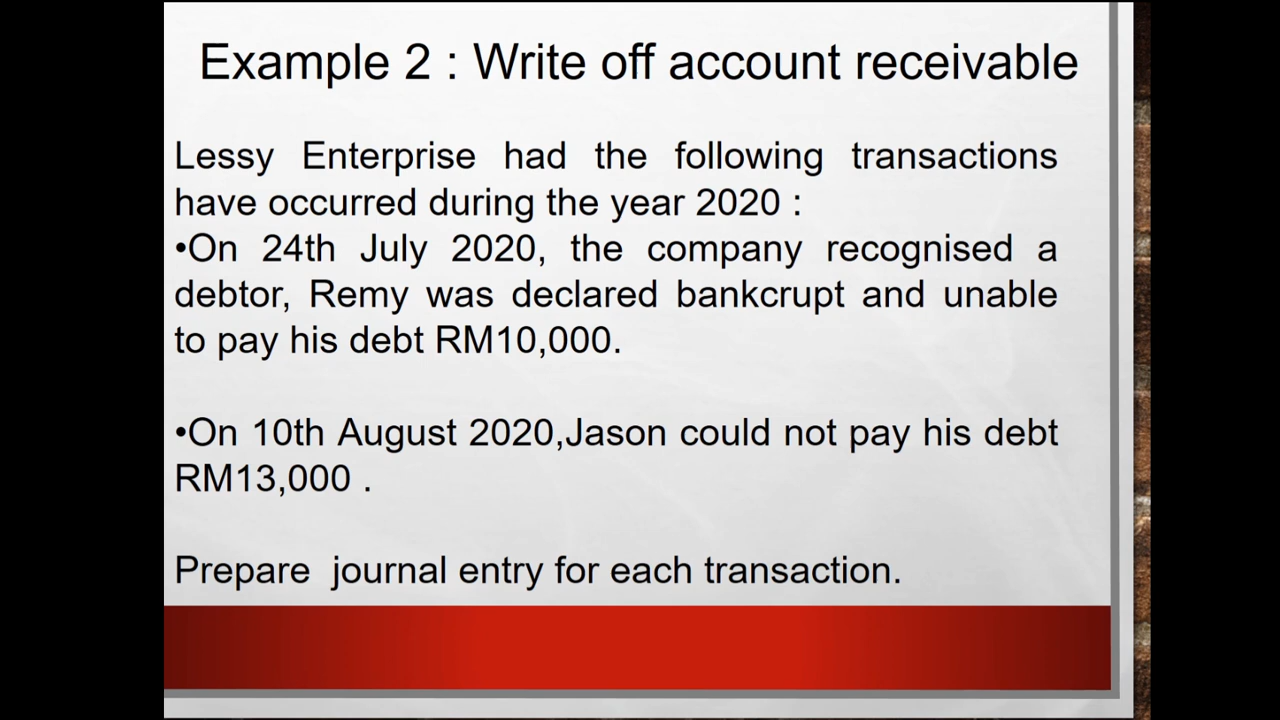 Example 2 : Write off account receivable
Lessy Enterprise had the following transactions
have occurred during the year 2020 :
•On 24th July 2020, the company recognised a
debtor, Remy was declared bankcrupt and unable
to pay his debt RM10,000.
•On 10th August 2020,Jason could not pay his debt
RM13,000 .
Prepare journal entry for each transaction.